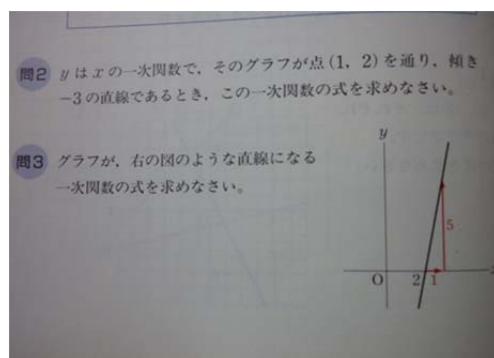 問2 yはxの一次関数で，そのグラフが点(1，2)を通り，傾き
−3の直線であるとき，この一次関数の式を求めなさい。
問3 グラフが，右の図のような直線になる
一次関数の式を求めなさい。
y
5
O 2 1